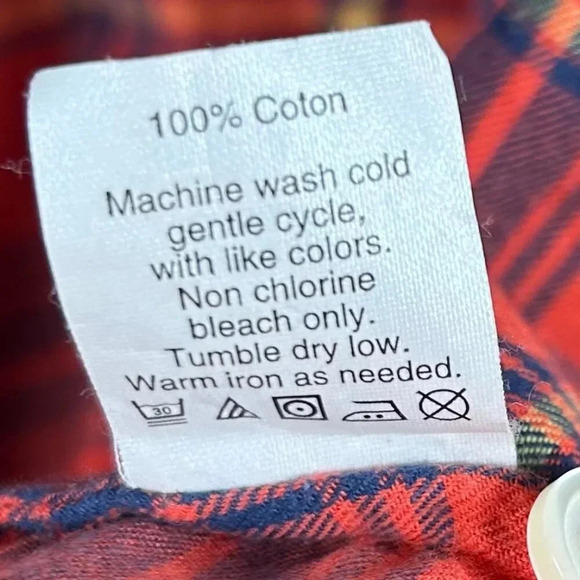 100% Coton
Machine wash cold
gentle cycle,
with like colors.
Non chlorine
bleach only.
Tumble dry low.
Warm iron as needed.
30